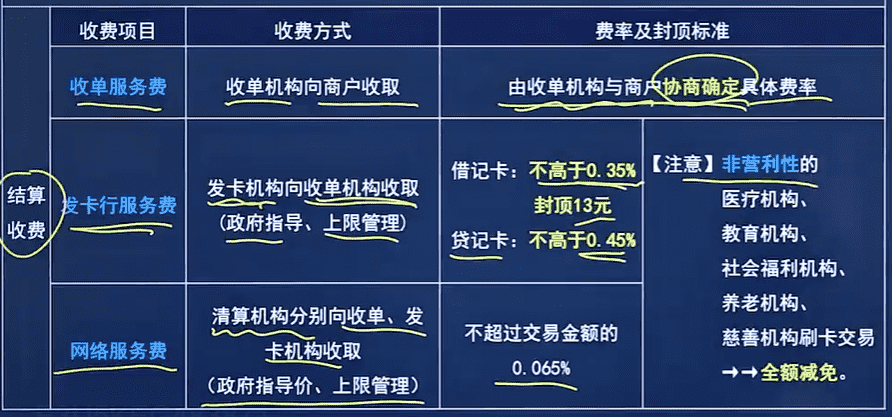 收费项目
收费方式
费率及封顶标准
结算
收费
收单服务费
收单机构向商户收取
由收单机构与商户协商确定具体费率
发卡行服务费
发卡机构向收单机构收取
(政府指导、上限管理)
借记卡：不高于0.35%
封顶13元
贷记卡：不高于0.45%
【注意】非营利性的
医疗机构、
教育机构、
社会福利机构、
养老机构、
慈善机构刷卡交易
→→全额减免。
网络服务费
清算机构分别向收单、发
卡机构收取
(政府指导价、上限管理)
不超过交易金额的
0.065%